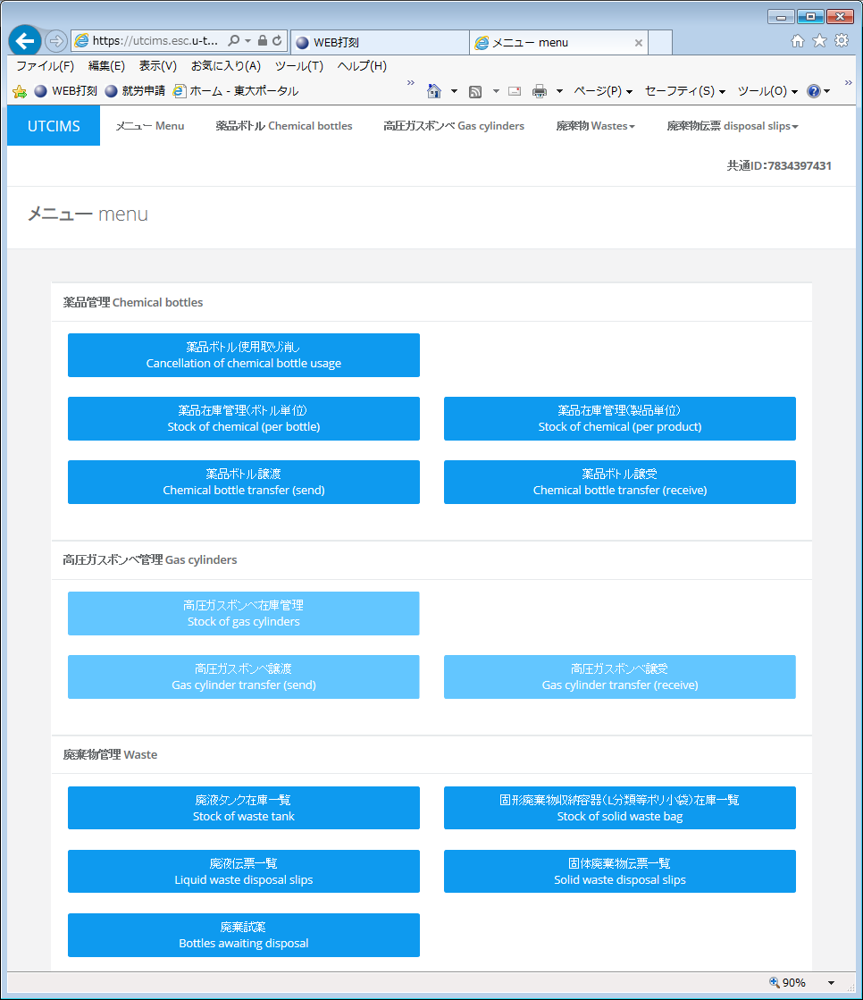 https://utcims.esc.u-t...
WEB打刻
メニュー menu
ファイル(F) 編集(E) 表示(V) お気に入り(A) ツール(T) ヘルプ(H)
WEB打刻 就労申請 ホーム - 東大ポータル
ページ(P) セーフティ(S) ツール(O)
UTCIMS メニュー Menu 薬品ボトル Chemical bottles 高圧ガスボンベ Gas cylinders 廃棄物 Wastes 廃棄物伝票 disposal slips
共通ID:7834397431
メニュー menu
薬品管理 Chemical bottles
薬品ボトル使用取り消し
Cancellation of chemical bottle usage
薬品在庫管理(ボトル単位)
Stock of chemical (per bottle)
薬品在庫管理(製品単位)
Stock of chemical (per product)
薬品ボトル譲渡
Chemical bottle transfer (send)
薬品ボトル譲受
Chemical bottle transfer (receive)
高圧ガスボンベ管理 Gas cylinders
高圧ガスボンベ在庫管理
Stock of gas cylinders
高圧ガスボンベ譲渡
Gas cylinder transfer (send)
高圧ガスボンベ譲受
Gas cylinder transfer (receive)
廃棄物管理 Waste
廃液タンク在庫一覧
Stock of waste tank
固形廃棄物収納容器(L分類等ポリ小袋)在庫一覧
Stock of solid waste bag
廃液伝票一覧
Liquid waste disposal slips
固体廃棄物伝票一覧
Solid waste disposal slips
廃棄試薬
Bottles awaiting disposal
90%